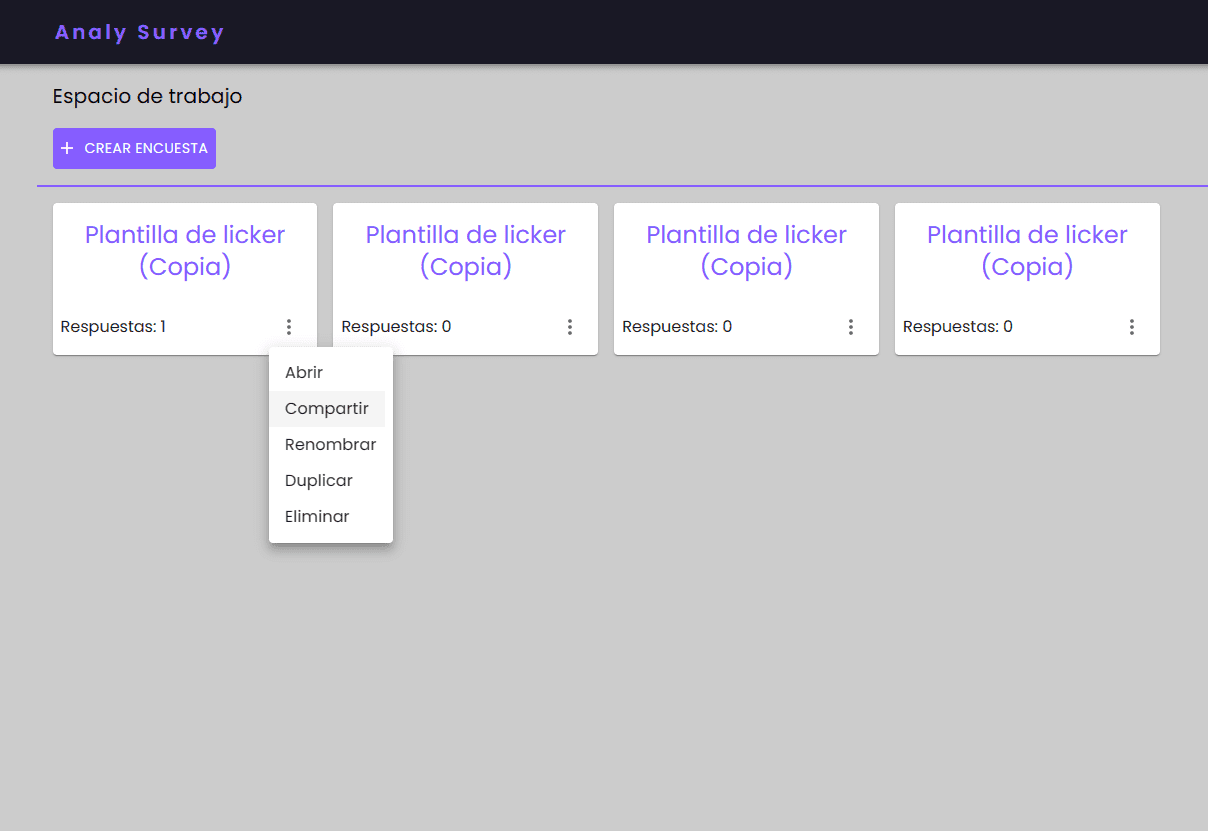 Analy Survey
Espacio de trabajo
+ CREAR ENCUESTA
Plantilla de licker
(Copia)
Respuestas: 1
Plantilla de licker
(Copia)
Respuestas: 0
Plantilla de licker
(Copia)
Respuestas: 0
Plantilla de licker
(Copia)
Respuestas: 0
Abrir
Compartir
Renombrar
Duplicar
Eliminar